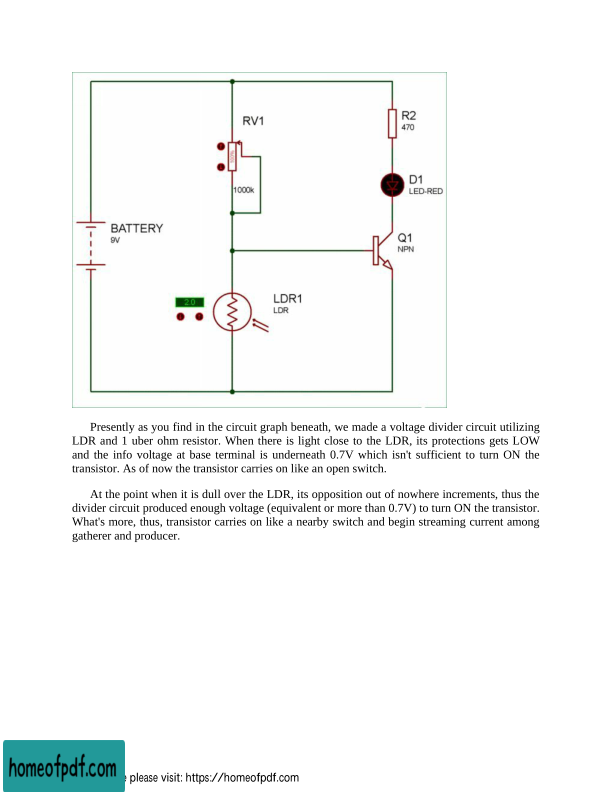 RV1
1000k
R2
470
D1
LED-RED
BATTERY
9V
Q1
NPN
2.0
LDR1
LDR
Presently as you find in the circuit graph beneath, we made a voltage divider circuit utilizing
LDR and 1 uber ohm resistor. When there is light close to the LDR, its protections gets LOW
and the info voltage at base terminal is underneath 0.7V which isn't sufficient to turn ON the
transistor. As of now the transistor carries on like an open switch.
At the point when it is dull over the LDR, its opposition out of nowhere increments, thus the
divider circuit produced enough voltage (equivalent or more than 0.7V) to turn ON the transistor.
What's more, thus, transistor carries on like a nearby switch and begin streaming current among
gatherer and producer.
homeofpdf.com
please visit: https://homeofpdf.com